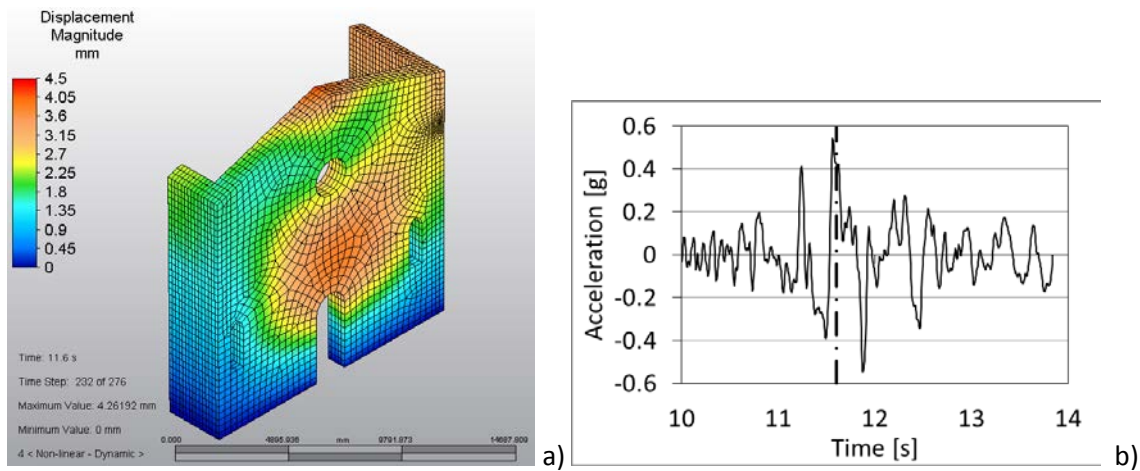 Displacement
Magnitude
mm
4.5
4.05
3.6
3.15
2.7
2.25
1.8
1.35
0.9
0.45
0
Time: 11.6 s
Time Step: 232 of 276
Maximum Value: 4.26192 mm
Minimum Value: 0 mm
4 < Non-linear - Dynamic >
0.000 4895.936 mm 9791.873 14687.809
a)
Acceleration [g]
0.6
0.4
0.2
0
-0.2
-0.4
-0.6
10 11 12 13 14
Time [s]
b)